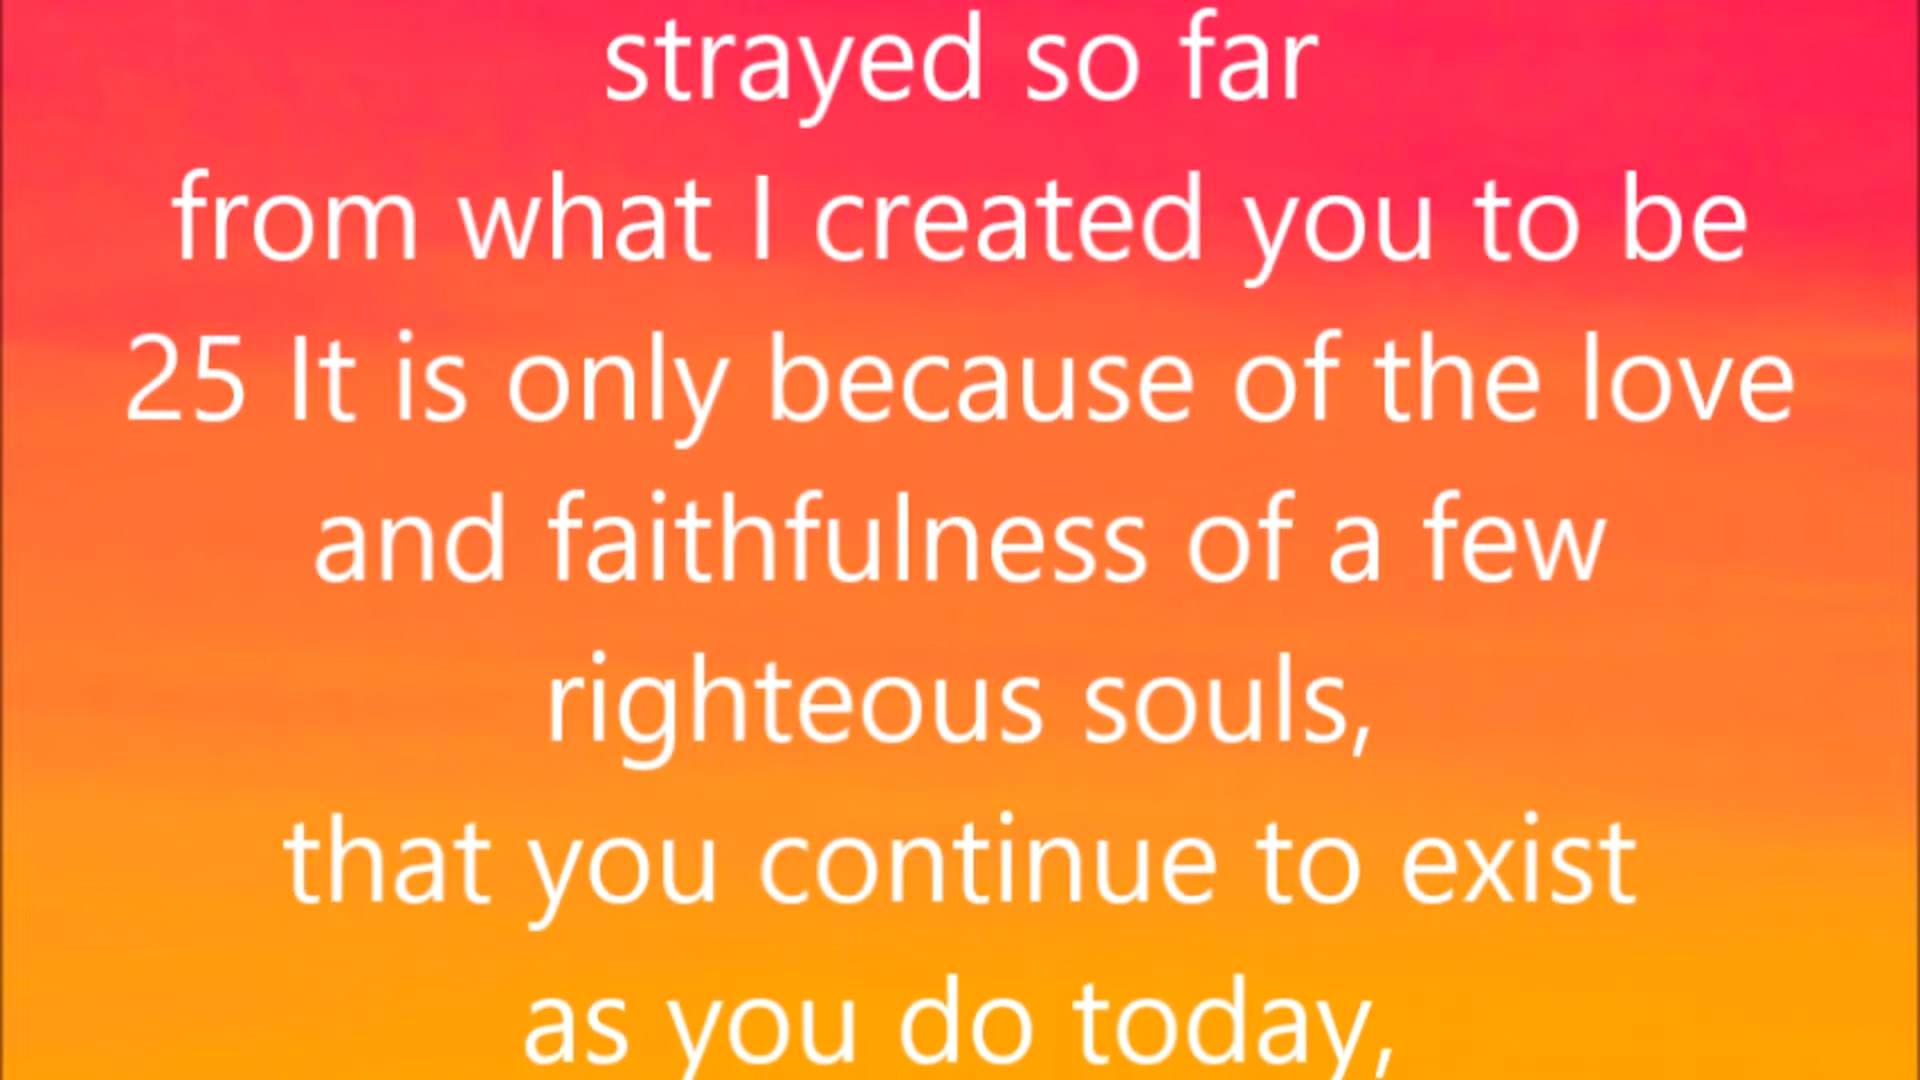 strayed so far
from what I created you to be
25 It is only because of the love
and faithfulness of a few
righteous souls,
that you continue to exist
as you do today,